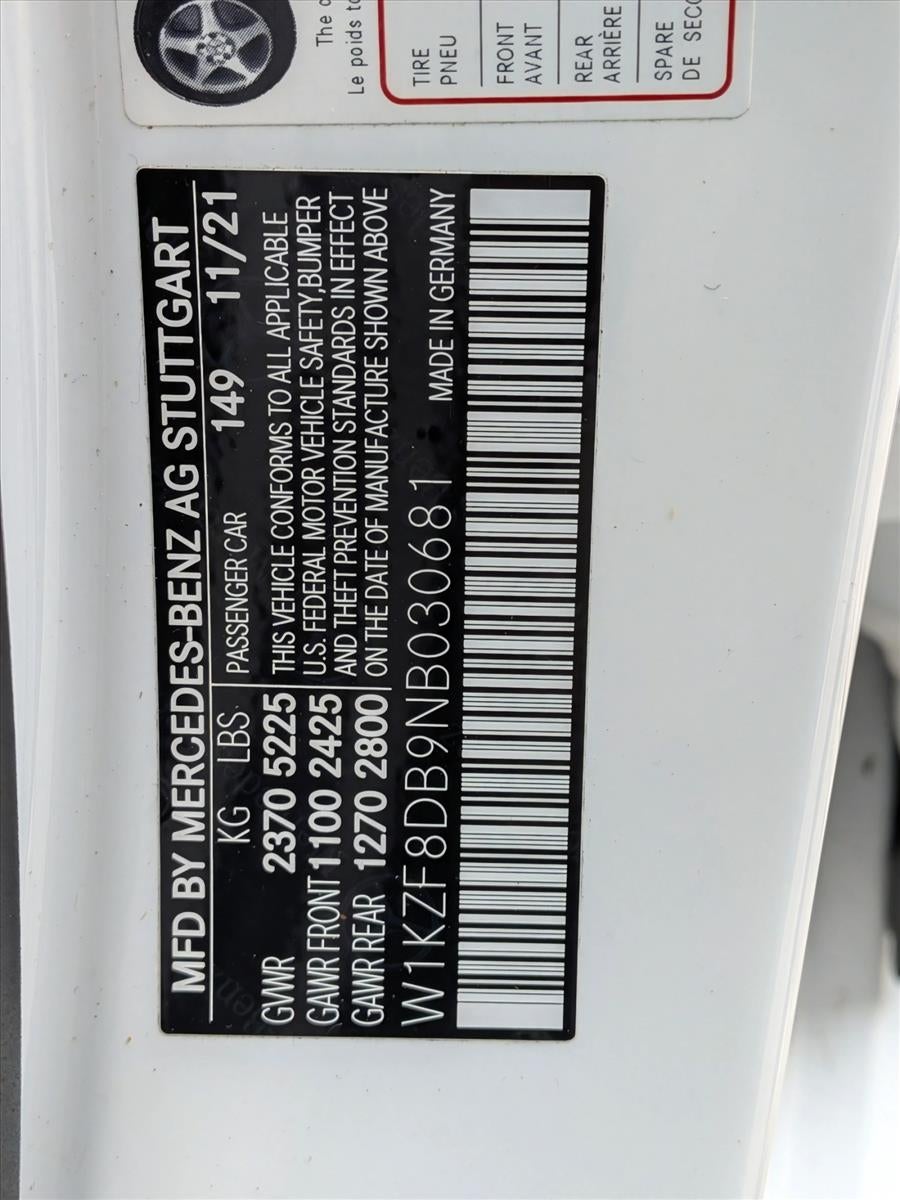 The
Le poids
TIRE
PNEU
FRONT
AVANT
REAR
ARRIÈRE
SPARE
DE
MFD BY MERCEDES-BENZ AG STUTTGART
KG LBS PASSENGER CAR 149 11/21
GVWR 2370 5225 THIS VEHICLE CONFORMS TO ALL APPLICABLE
GAWR FRONT 1100 2425 U.S. FEDERAL MOTOR VEHICLE SAFETY, BUMPER
AND THEFT PREVENTION STANDARDS IN EFFECT
GAWR REAR 1270 2800 ON THE DATE OF MANUFACTURE SHOWN ABOVE
W1KZF8DB9NB030681 MADE IN GERMANY